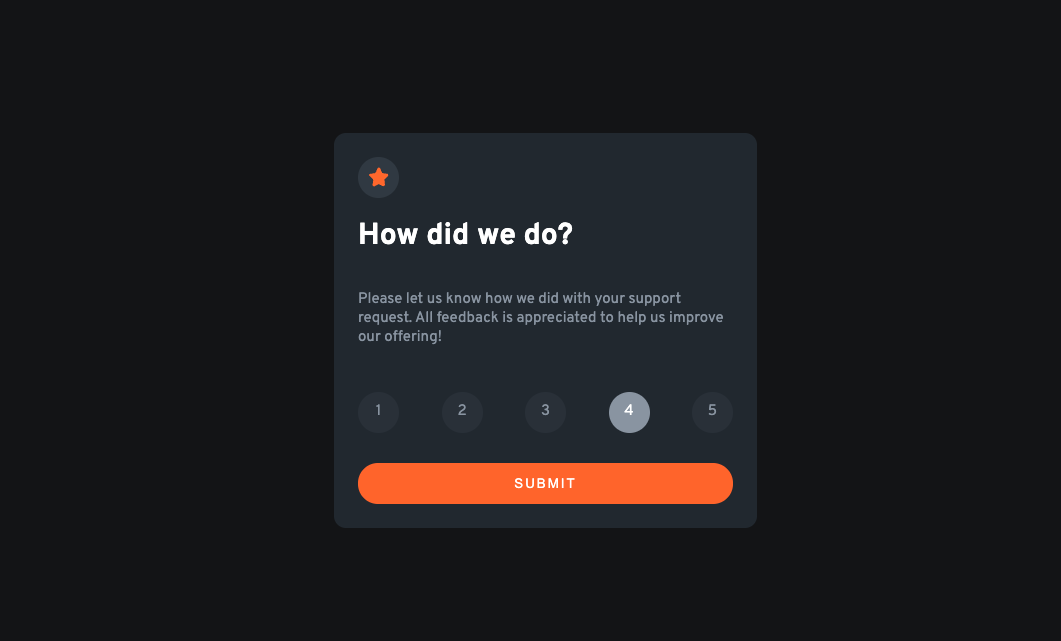 How did we do?
Please let us know how we did with your support
request. All feedback is appreciated to help us improve
our offering!
1 2 3 4 5
SUBMIT